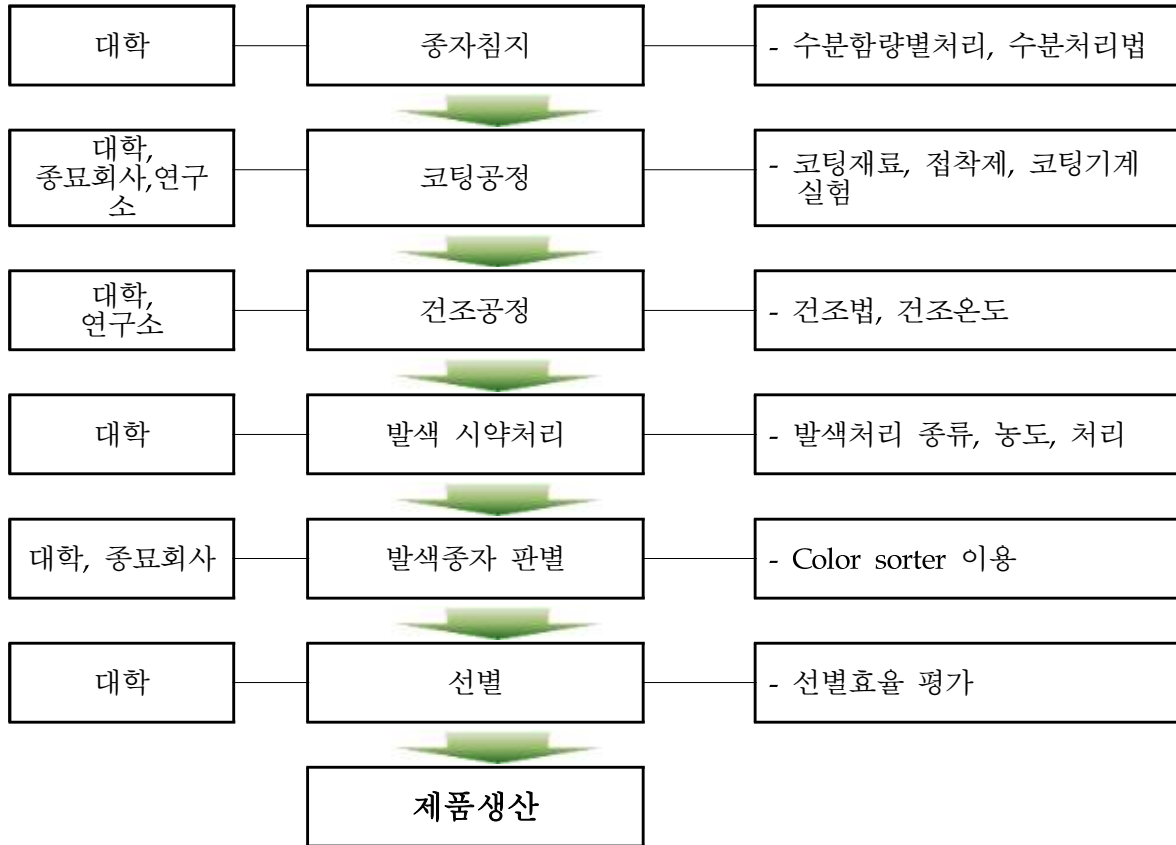 대학
종자침지
- 수분함량별처리, 수분처리법
대학,
종묘회사,연구
소
코팅공정
- 코팅재료, 접착제, 코팅기계
실험
대학,
연구소
건조공정
- 건조법, 건조온도
대학
발색 시약처리
- 발색처리 종류, 농도, 처리
대학, 종묘회사
발색종자 판별
- Color sorter 이용
대학
선별
- 선별효율 평가
제품생산